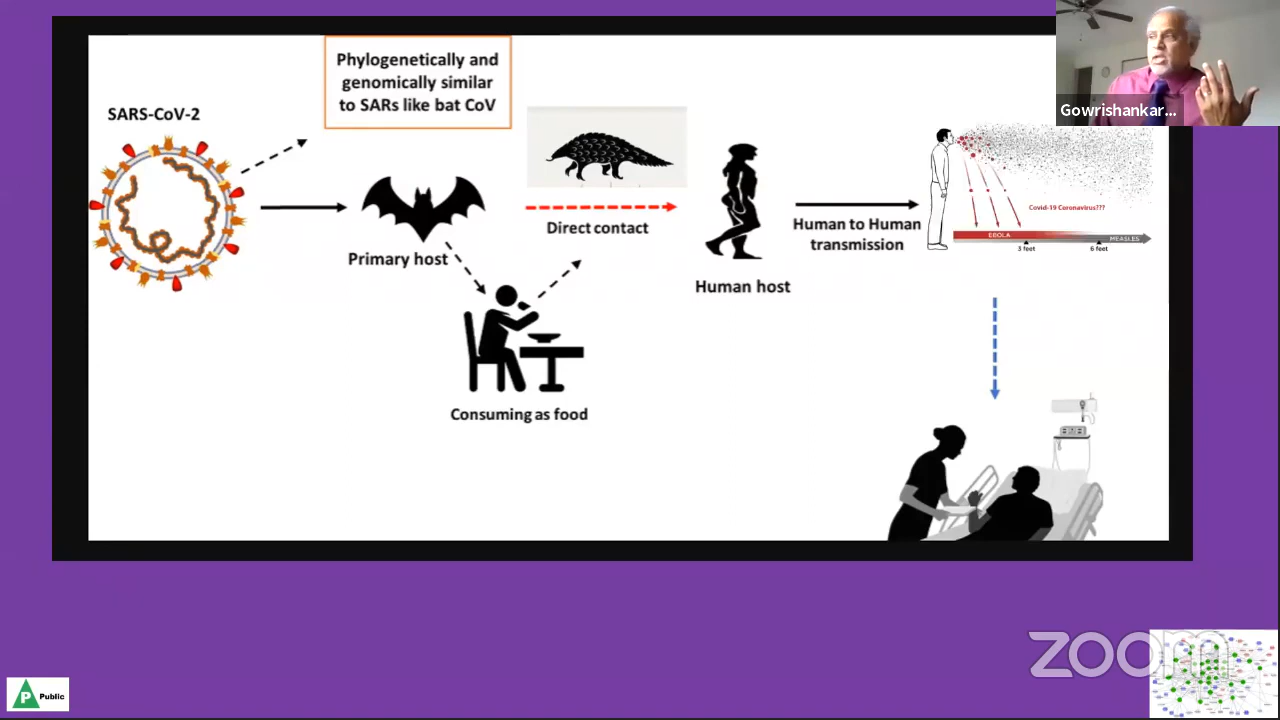 Phylogenetically and
genomically similar
to SARs like bat CoV
SARS-CoV-2
Gowrishankar...
Direct contact
Primary host
Human host
Human to Human
transmission
Covid-19 Coronavirus???
EBOLA
MEASLES
3 feet
6 feet
Consuming as food
zoom
P Public